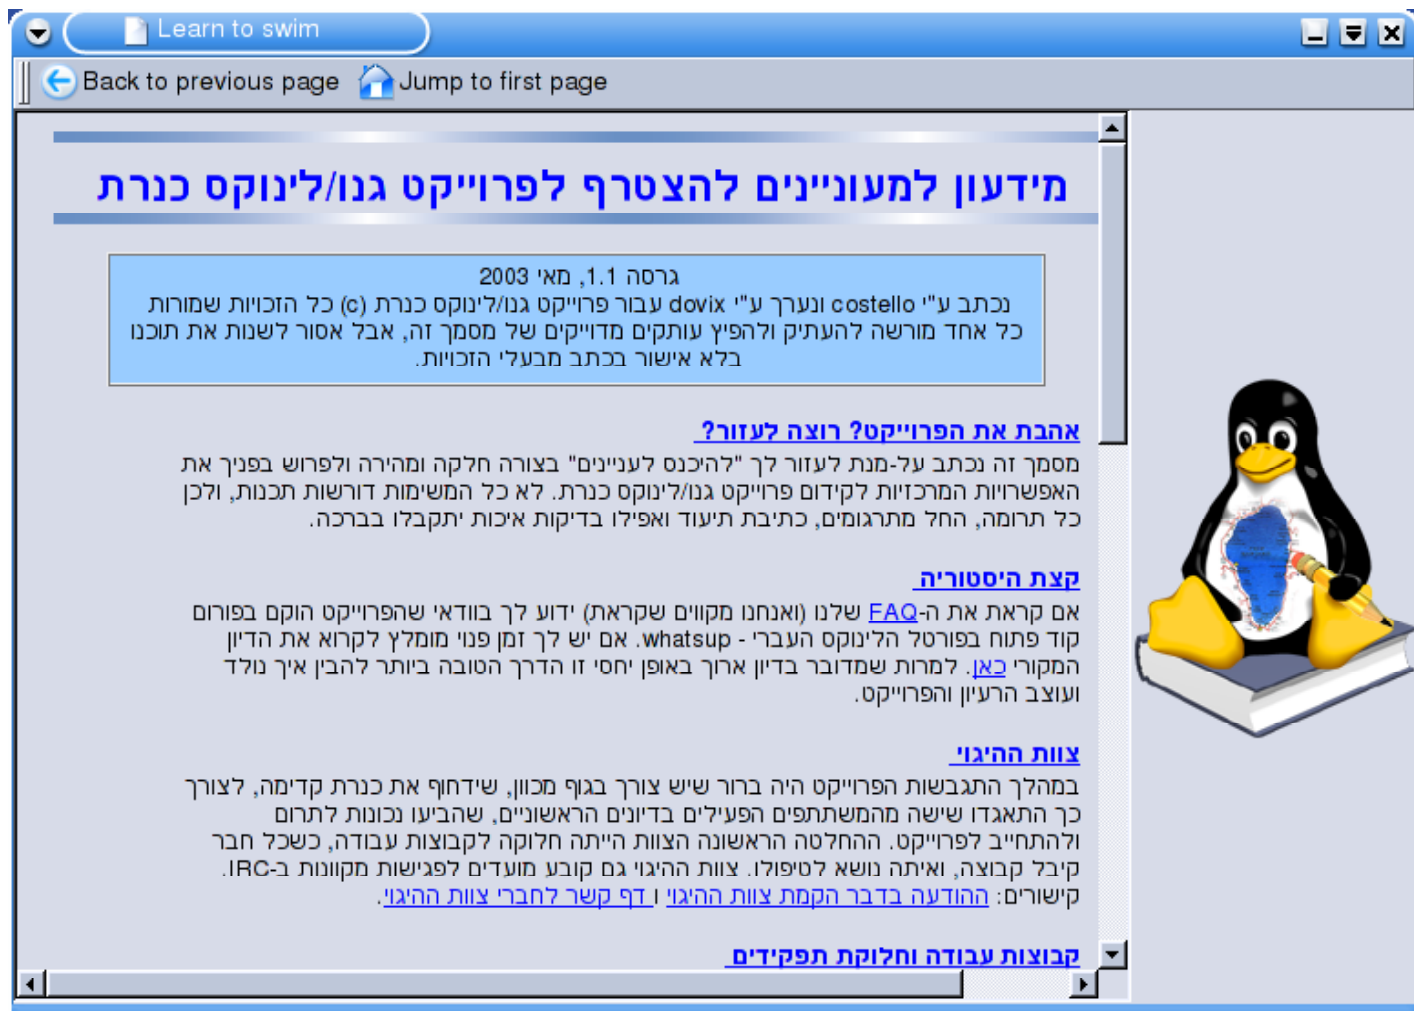 Learn to swim
Back to previous page Jump to first page
מידעון למעוניינים להצטרף לפרוייקט גנו/לינוקס כנרת
גרסה 1.1, מאי 2003
נכתב ע"י costello ונערך ע"י dovix עבור פרוייקט גנו/לינוקס כנרת (c) כל הזכויות שמורות
כל אחד מורשה להעתיק ולהפיץ עותקים מדוייקים של מסמך זה, אבל אסור לשנות את תוכנו
בלא אישור בכתב מבעלי הזכויות.
אהבת את הפרוייקט? רוצה לעזור?
מסמך זה נכתב על-מנת לעזור לך "להיכנס לעניינים" בצורה חלקה ומהירה ולפרוש בפניך את
האפשרויות המרכזיות לקידום פרוייקט גנו/לינוקס כנרת. לא כל המשימות דורשות תכנות, ולכן
כל תרומה, החל מתרגומים, כתיבת תיעוד ואפילו בדיקות איכות יתקבלו בברכה.
קצת היסטוריה
אם קראת את ה-FAQ שלנו (ואנחנו מקווים שקראת) ידוע לך בוודאי שהפרוייקט הוקם בפורום
קוד פתוח בפורטל הלינוקס העברי - whatsup. אם יש לך זמן פנוי מומלץ לקרוא את הדיון
המקורי כאן. למרות שמדובר בדיון ארוך באופן יחסי זו הדרך הטובה ביותר להבין איך נולד
ועוצב הרעיון והפרוייקט.
צוות ההיגוי
במהלך התגבשות הפרוייקט היה ברור שיש צורך בגוף מכוון, שידחוף את כנרת קדימה, לצורך
כך התאגדו שישה מהמשתתפים הפעילים בדיונים הראשוניים, שהביעו נכונות לתרום
ולהתחייב לפרוייקט. ההחלטה הראשונה הצוות הייתה חלוקה לקבוצות עבודה, כשכל חבר
קיבל קבוצה, ואיתה נושא לטיפולו. צוות ההיגוי גם קובע מועדים לפגישות מקוונות ב-IRC.
קישורים: ההודעה בדבר הקמת צוות ההיגוי ו דף קשר לחברי צוות ההיגוי.
קבוצות עבודה וחלוקת תפקידים